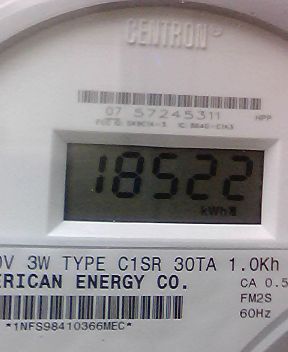 CENTRON®
07 57245311
HPP
18522
kWh
0V 3W TYPE C1SR 30TA 1.0Kh
ERICAN ENERGY CO.
CA 0.5
FM2S
60Hz
*1NFS98410366MEC*